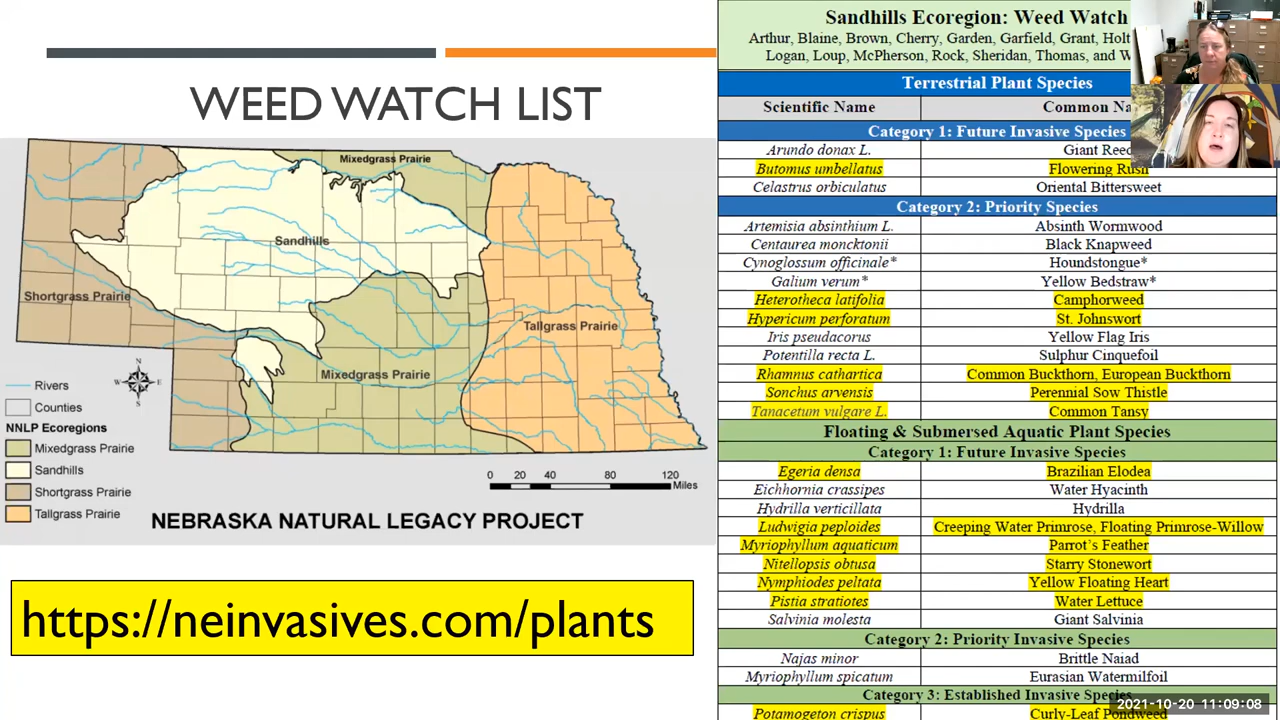 WEED WATCH LIST
Mixedgrass Prairie
Sandhills
Shortgrass Prairie
Tallgrass Prairie
Mixedgrass Prairie
N
W E
S
Rivers
Counties
NNLP Ecoregions
Mixedgrass Prairie
Sandhills
Shortgrass Prairie
Tallgrass Prairie
0 20 40 80 120
Miles
NEBRASKA NATURAL LEGACY PROJECT
https://neinvasives.com/plants
Sandhills Ecoregion: Weed Watch
Arthur, Blaine, Brown, Cherry, Garden, Garfield, Grant, Holt
Logan, Loup, McPherson, Rock, Sheridan, Thomas, and W
Terrestrial Plant Species
Scientific Name Common Na
Category 1: Future Invasive Species
Arundo donax L. Giant Reed
Butomus umbellatus Flowering Rush
Celastrus orbiculatus Oriental Bittersweet
Category 2: Priority Species
Artemisia absinthium L. Absinth Wormwood
Centaurea moncktonii Black Knapweed
Cynoglossum officinale* Houndstongue*
Galium verum* Yellow Bedstraw*
Heterotheca latifolia Camphorweed
Hypericum perforatum St. Johnswort
Iris pseudacorus Yellow Flag Iris
Potentilla recta L. Sulphur Cinquefoil
Rhamnus cathartica Common Buckthorn, European Buckthorn
Sonchus arvensis Perennial Sow Thistle
Tanacetum vulgare L. Common Tansy
Floating & Submersed Aquatic Plant Species
Category 1: Future Invasive Species
Egeria densa Brazilian Elodea
Eichhornia crassipes Water Hyacinth
Hydrilla verticillata Hydrilla
Ludwigia peploides Creeping Water Primrose, Floating Primrose-Willow
Myriophyllum aquaticum Parrot's Feather
Nitellopsis obtusa Starry Stonewort
Nymphiodes peltata Yellow Floating Heart
Pistia stratiotes Water Lettuce
Salvinia molesta Giant Salvinia
Category 2: Priority Invasive Species
Najas minor Brittle Naiad
Myriophyllum spicatum Eurasian Watermilfoil
Category 3: Established Invasive Species
Potamogeton crispus Curly-Leaf Pondweed
2021-10-20 11:09:08